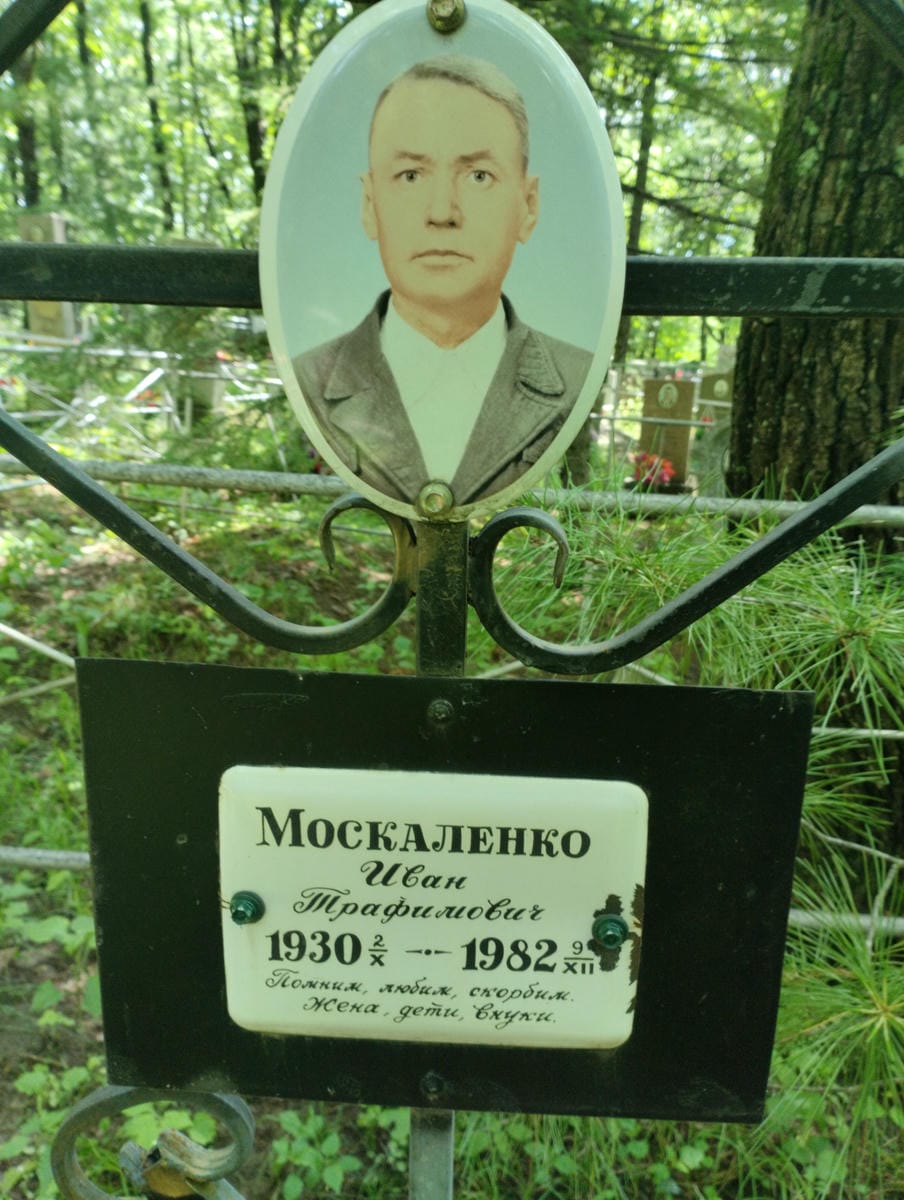 Москаленко
Иван
Трафимович
1930 2/X — 1982 9/XII
Помним, любим, скорбим.
Жена, дети, внуки.